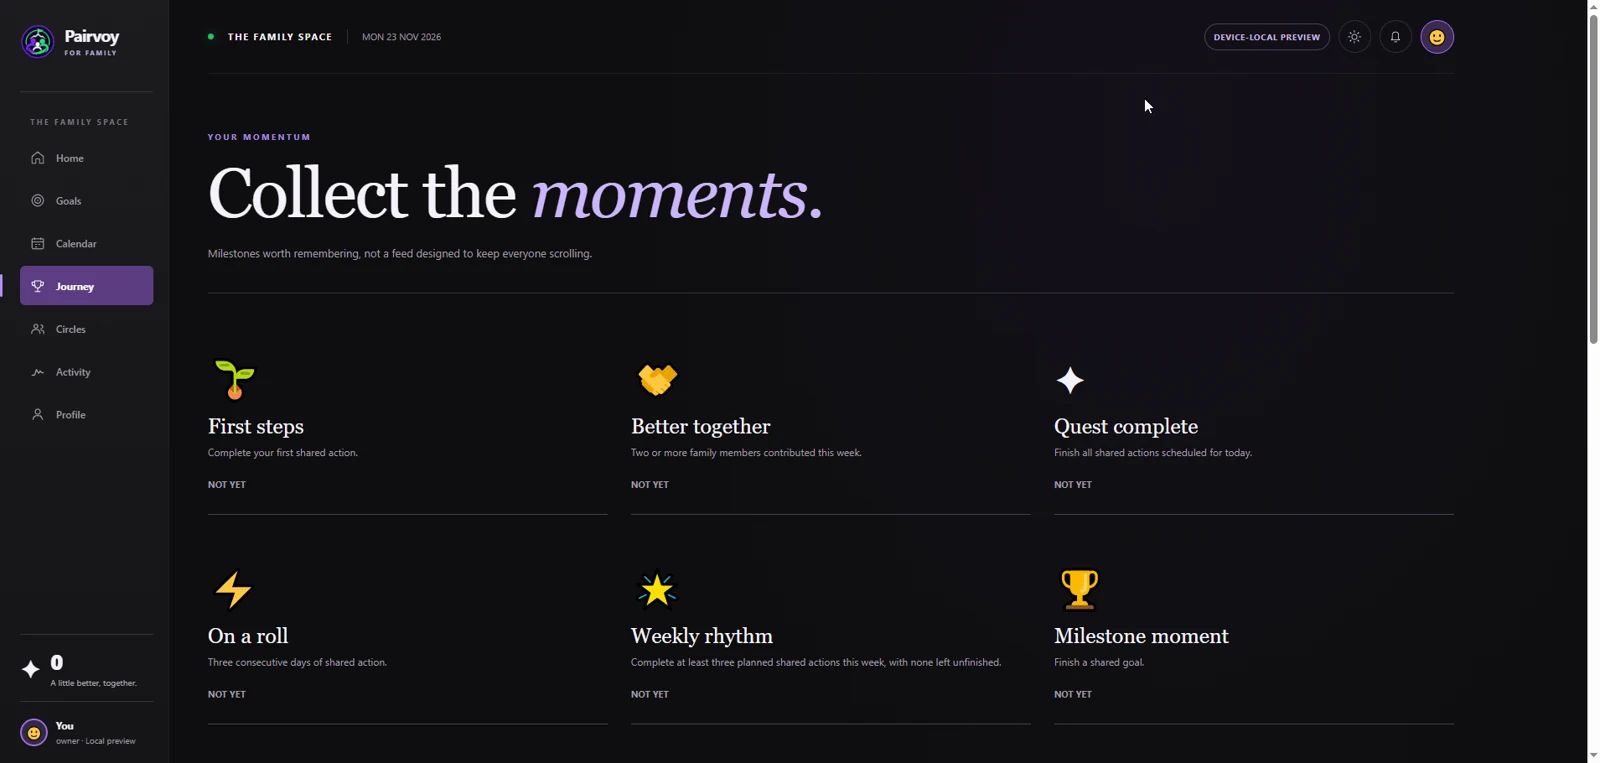 Pairvoy
FOR FAMILY
THE FAMILY SPACE
Home
Goals
Calendar
Journey
Circles
Activity
Profile
0
A little better, together.
You
owner · Local preview
THE FAMILY SPACE
MON 23 NOV 2026
DEVICE-LOCAL PREVIEW
YOUR MOMENTUM
Collect the moments.
Milestones worth remembering, not a feed designed to keep everyone scrolling.
First steps
Complete your first shared action.
NOT YET
Better together
Two or more family members contributed this week.
NOT YET
Quest complete
Finish all shared actions scheduled for today.
NOT YET
On a roll
Three consecutive days of shared action.
NOT YET
Weekly rhythm
Complete at least three planned shared actions this week, with none left unfinished.
NOT YET
Milestone moment
Finish a shared goal.
NOT YET